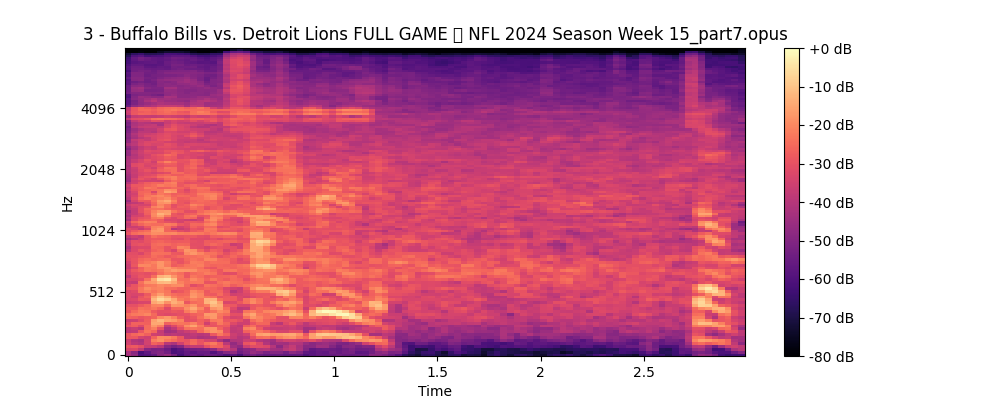 3 - Buffalo Bills vs. Detroit Lions FULL GAME ▯ NFL 2024 Season Week 15_part7.opus
Hz
4096
2048
1024
512
0
0
0.5
1
1.5
2
2.5
Time
+0 dB
-10 dB
-20 dB
-30 dB
-40 dB
-50 dB
-60 dB
-70 dB
-80 dB